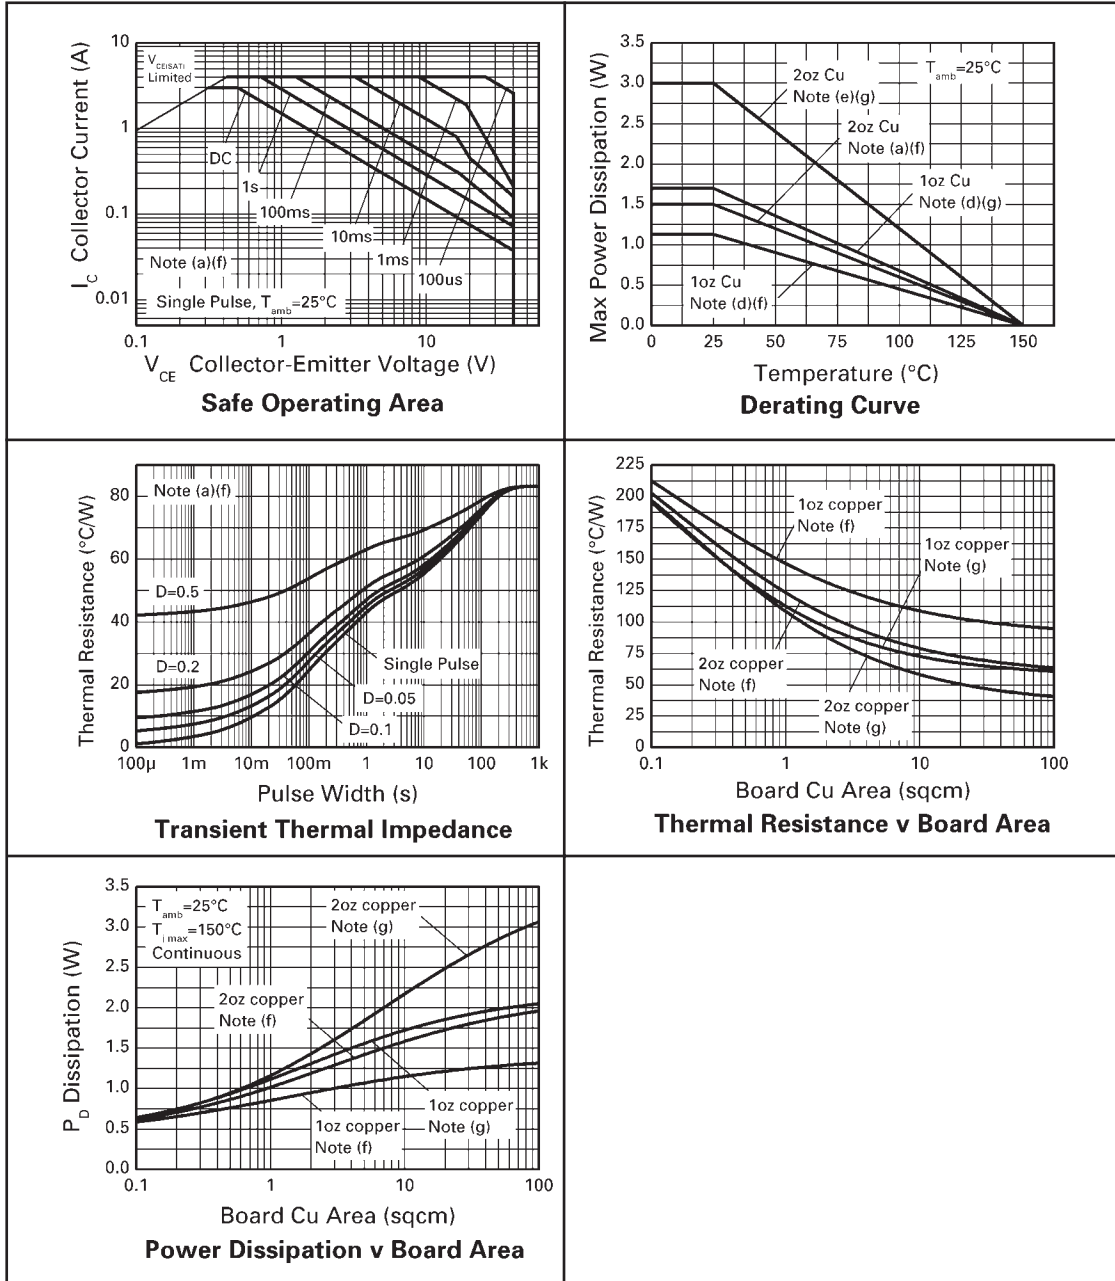 10
1
0.1
0.01
V_CE(SAT)
Limited
DC
1s
100ms
10ms
1ms
100us
Note (a)(f)
Single Pulse, T_amb=25°C
I_C Collector Current (A)
0.1 1 10
V_CE Collector-Emitter Voltage (V)
Safe Operating Area
3.5
3.0
2.5
2.0
1.5
1.0
0.5
0.0
T_amb=25°C
2oz Cu
Note (e)(g)
2oz Cu
Note (a)(f)
1oz Cu
Note (d)(g)
1oz Cu
Note (d)(f)
Max Power Dissipation (W)
0 25 50 75 100 125 150
Temperature (°C)
Derating Curve
80
60
40
20
0
Note (a)(f)
D=0.5
D=0.2
Single Pulse
D=0.05
D=0.1
Thermal Resistance (°C/W)
100µ 1m 10m 100m 1 10 100 1k
Pulse Width (s)
Transient Thermal Impedance
225
200
175
150
125
100
75
50
25
0
1oz copper
Note (f)
1oz copper
Note (g)
2oz copper
Note (f)
2oz copper
Note (g)
Thermal Resistance (°C/W)
0.1 1 10 100
Board Cu Area (sqcm)
Thermal Resistance v Board Area
3.5
3.0
2.5
2.0
1.5
1.0
0.5
0.0
T_amb=25°C
T_j max=150°C
Continuous
2oz copper
Note (g)
2oz copper
Note (f)
1oz copper
Note (g)
1oz copper
Note (f)
P_D Dissipation (W)
0.1 1 10 100
Board Cu Area (sqcm)
Power Dissipation v Board Area